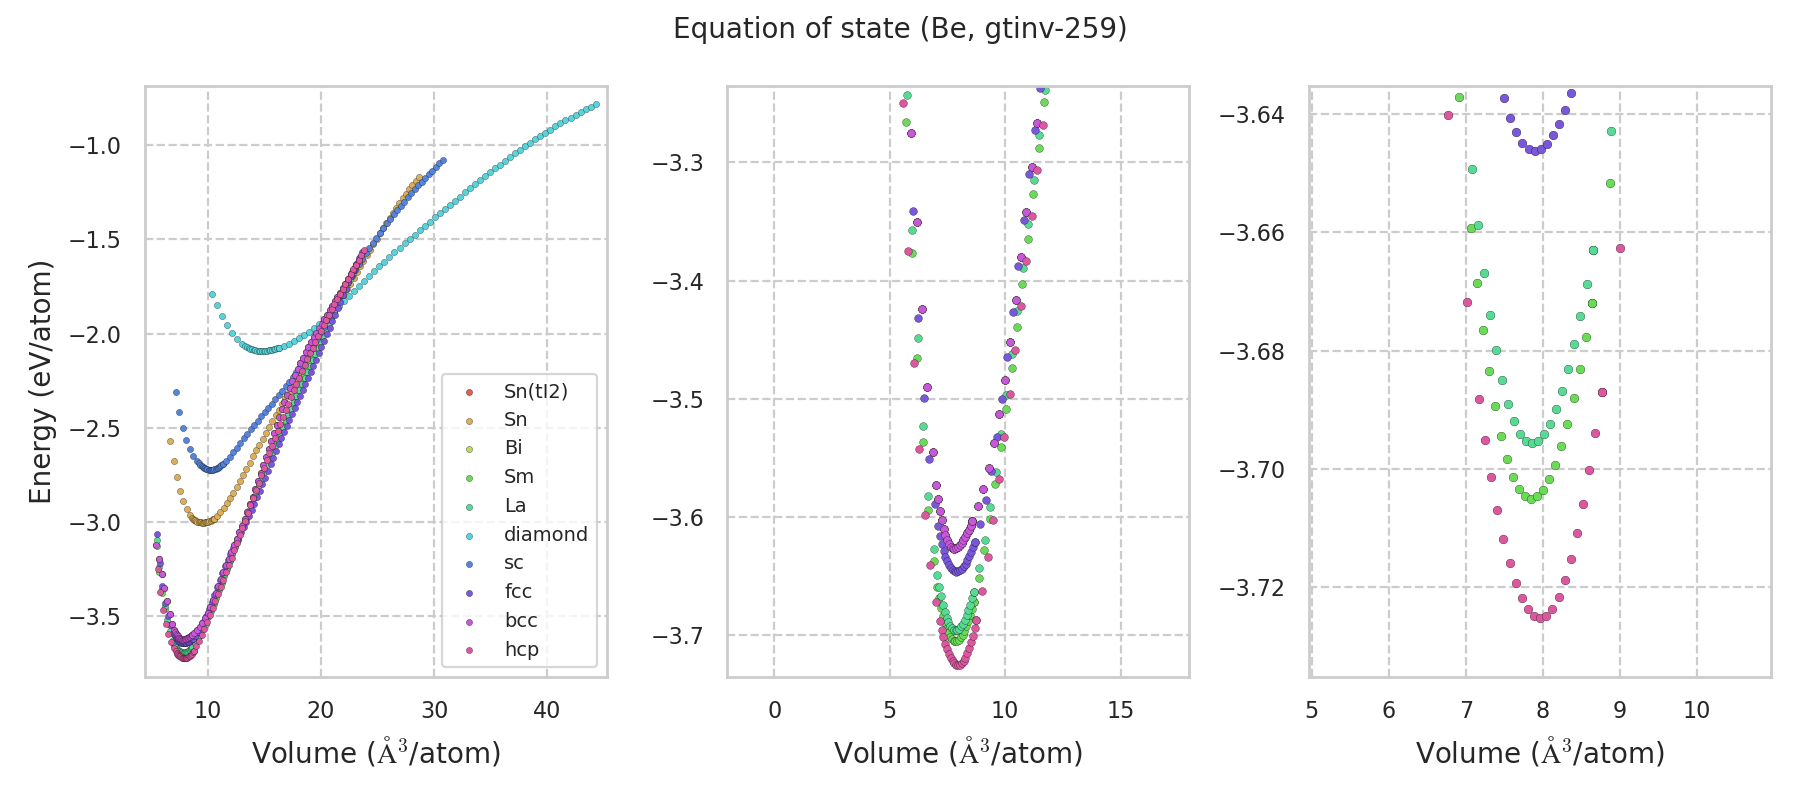 Equation of state (Be, gtinv-259)
Energy (eV/atom)
−1.0
−1.5
−2.0
−2.5
−3.0
−3.5
10
20
30
40
Volume (Å³/atom)
Sn(tI2)
Sn
Bi
Sm
La
diamond
sc
fcc
bcc
hcp
−3.3
−3.4
−3.5
−3.6
−3.7
0
5
10
15
Volume (Å³/atom)
−3.64
−3.66
−3.68
−3.70
−3.72
5
6
7
8
9
10
Volume (Å³/atom)